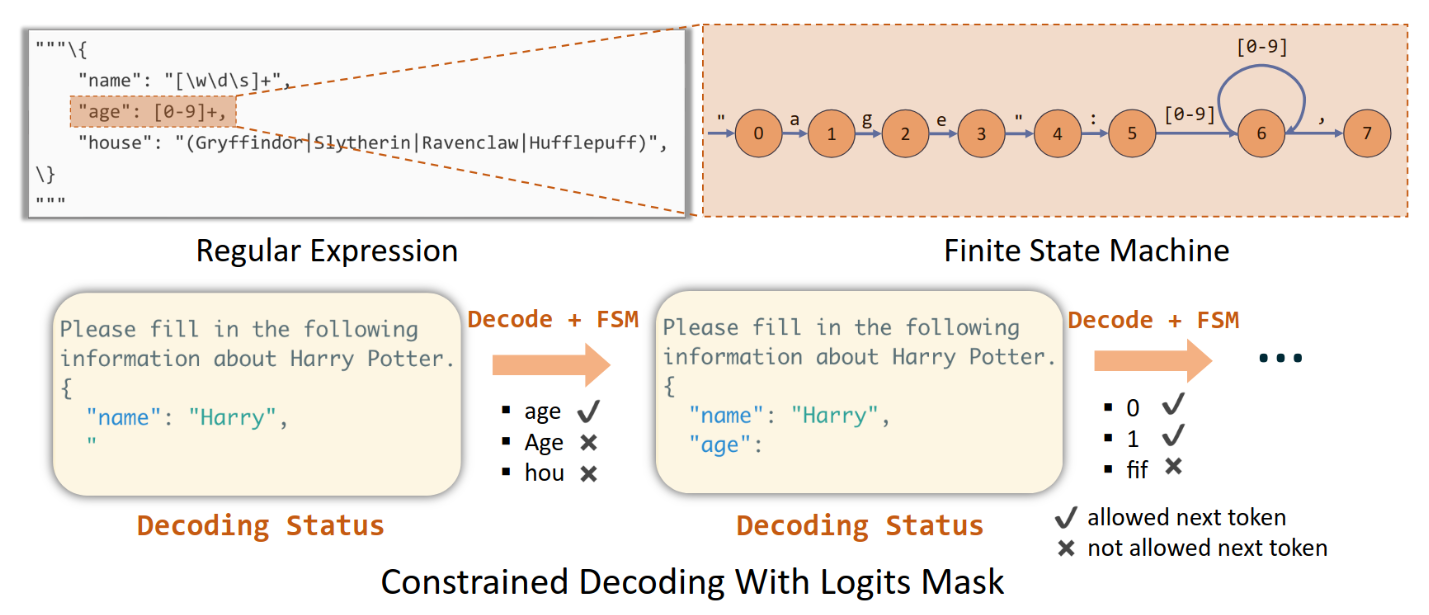 """\{
"name": "[\w\d\s]+",
"age": [0-9]+,
"house": "(Gryffindor|Slytherin|Ravenclaw|Hufflepuff)",
\}
"""
Regular Expression
[0-9]
" a g e " : [0-9] ,
0 1 2 3 4 5 6 7
Finite State Machine
Please fill in the following
information about Harry Potter.
{
"name": "Harry",
"
Decoding Status
Decode + FSM
▪ age ✓
▪ Age ✗
▪ hou ✗
Please fill in the following
information about Harry Potter.
{
"name": "Harry",
"age":
Decoding Status
Decode + FSM
▪ 0 ✓
▪ 1 ✓
▪ fif ✗
...
✓ allowed next token
✗ not allowed next token
Constrained Decoding With Logits Mask